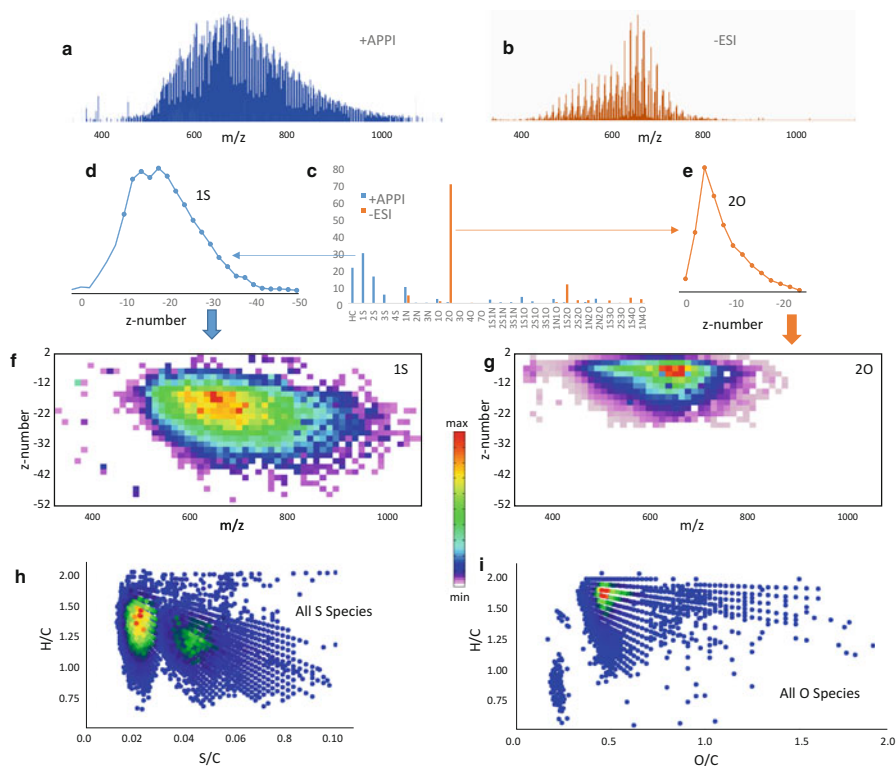 a
+APPI
400
600
800
1000
m/z
b
-ESI
400
600
800
1000
m/z
d
1S
0
-10
-20
-30
-40
-50
z-number
c
80
70
60
50
40
30
20
10
0
+APPI
-ESI
HC
1S
2S
3S
4S
1N
2N
3N
1O
2O
3O
4O
7O
1S1N
2S1N
3S1N
1S1O
2S1O
3S1O
1N1O
1S2O
2S2O
1N2O
2N2O
1S3O
2S3O
1S4O
1N4O
e
2O
0
-10
-20
z-number
f
1S
2
-12
-22
-32
-42
-52
z-number
400
600
800
1000
m/z
max
min
g
2O
2
-12
-22
-32
-42
-52
z-number
400
600
800
1000
m/z
h
All S Species
2.00
1.50
1.25
1.00
0.75
H/C
0.0
0.02
0.04
0.06
0.08
0.10
S/C
i
All O Species
2.00
1.50
1.25
1.00
0.75
H/C
0.0
0.5
1.0
1.5
2.0
O/C